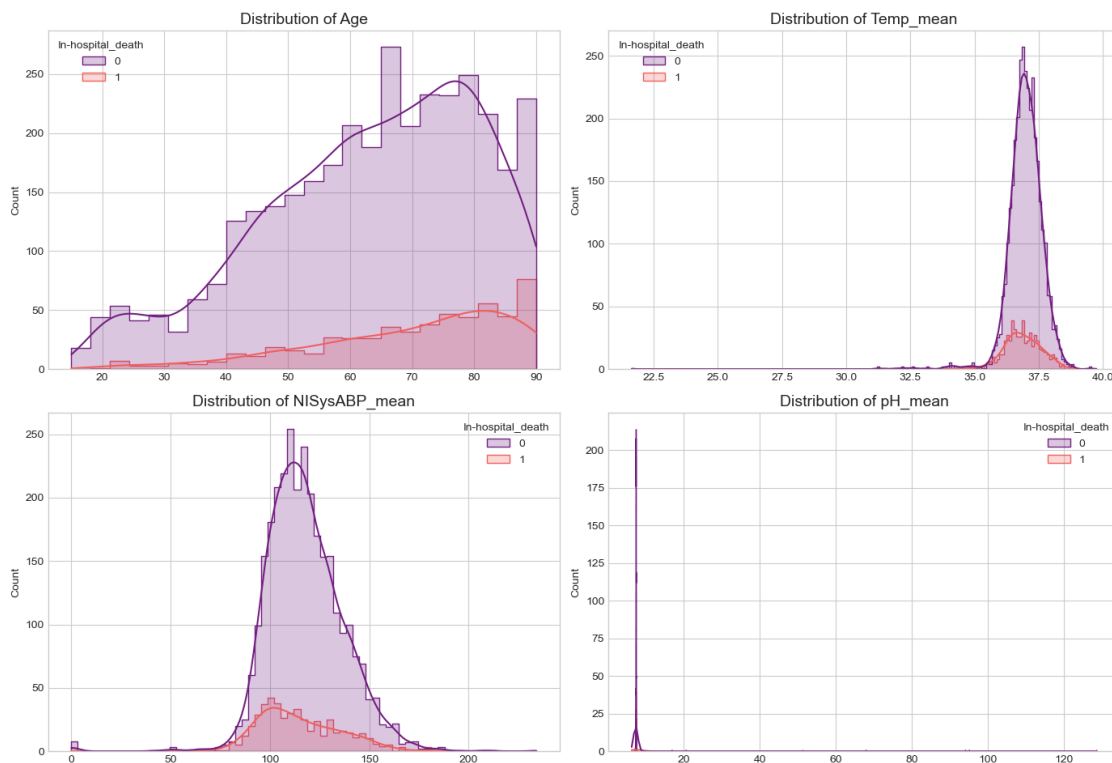 Distribution of Age
In-hospital_death
0
1
Count
250
200
150
100
50
0
20 30 40 50 60 70 80 90
Distribution of Temp_mean
In-hospital_death
0
1
Count
250
200
150
100
50
0
22.5 25.0 27.5 30.0 32.5 35.0 37.5 40.0
Distribution of NISysABP_mean
In-hospital_death
0
1
Count
250
200
150
100
50
0
0 50 100 150 200
Distribution of pH_mean
In-hospital_death
0
1
Count
200
175
150
125
100
75
50
25
0
20 40 60 80 100 120